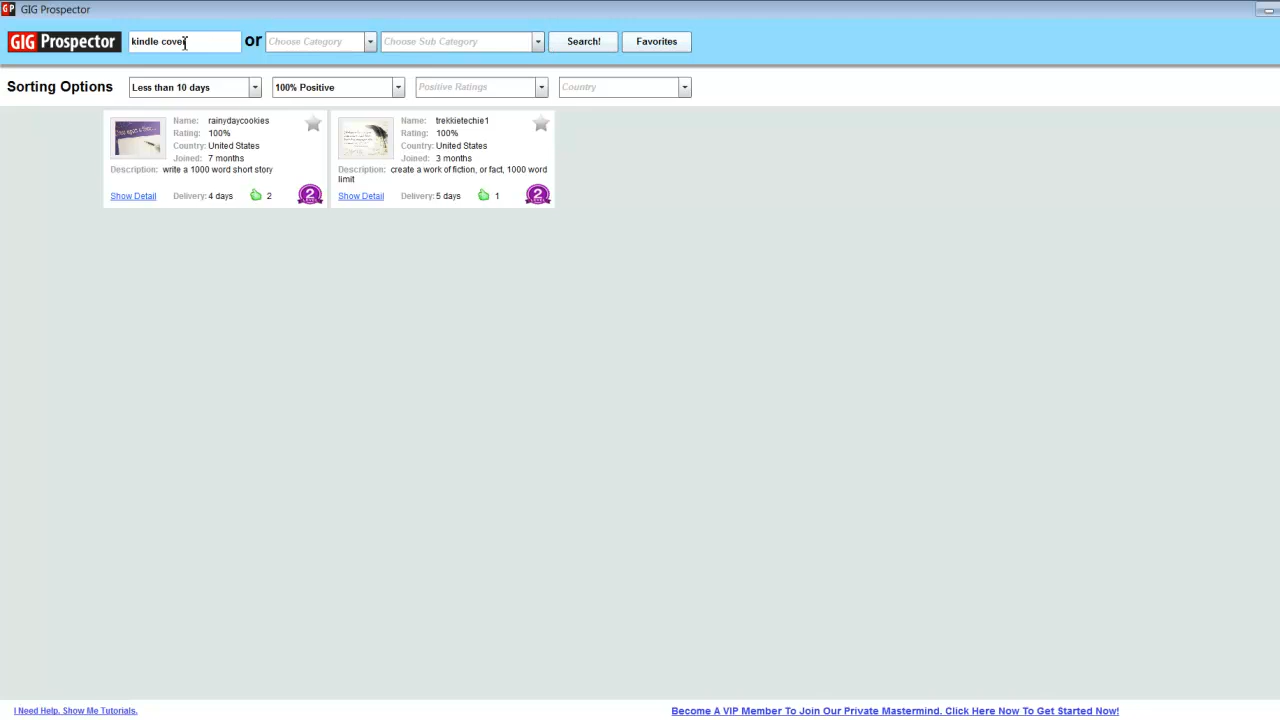 GP GIG Prospector
GIG Prospector kindle cover or Choose Category Choose Sub Category Search! Favorites
Sorting Options Less than 10 days 100% Positive Positive Ratings Country
Name: rainydaycookies
Rating: 100%
Country: United States
Joined: 7 months
Description: write a 1000 word short story
Show Detail Delivery: 4 days 2 2
Name: trekkietechie1
Rating: 100%
Country: United States
Joined: 3 months
Description: create a work of fiction, or fact, 1000 word
limit
Show Detail Delivery: 5 days 1 2
I Need Help. Show Me Tutorials. Become A VIP Member To Join Our Private Mastermind. Click Here Now To Get Started Now!